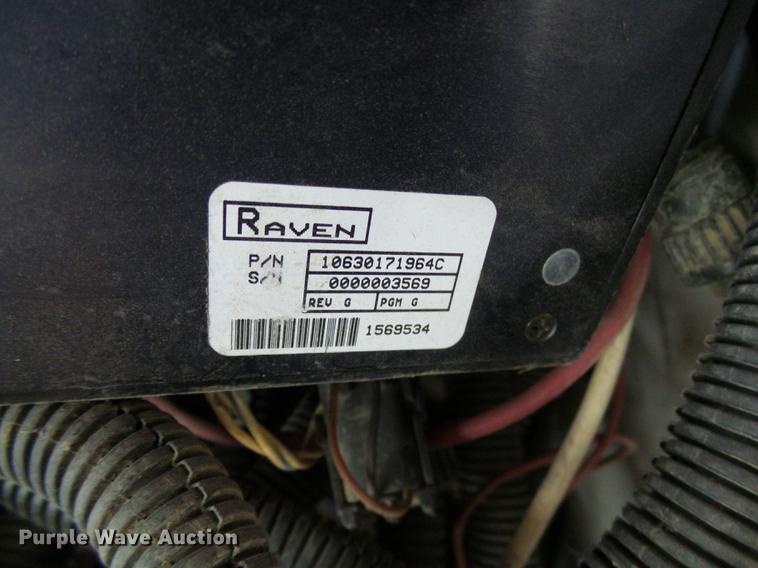 RAVEN
P/N 10630171964C
S/N 0000003569
REV G PGM G
1569534
Purple Wave Auction